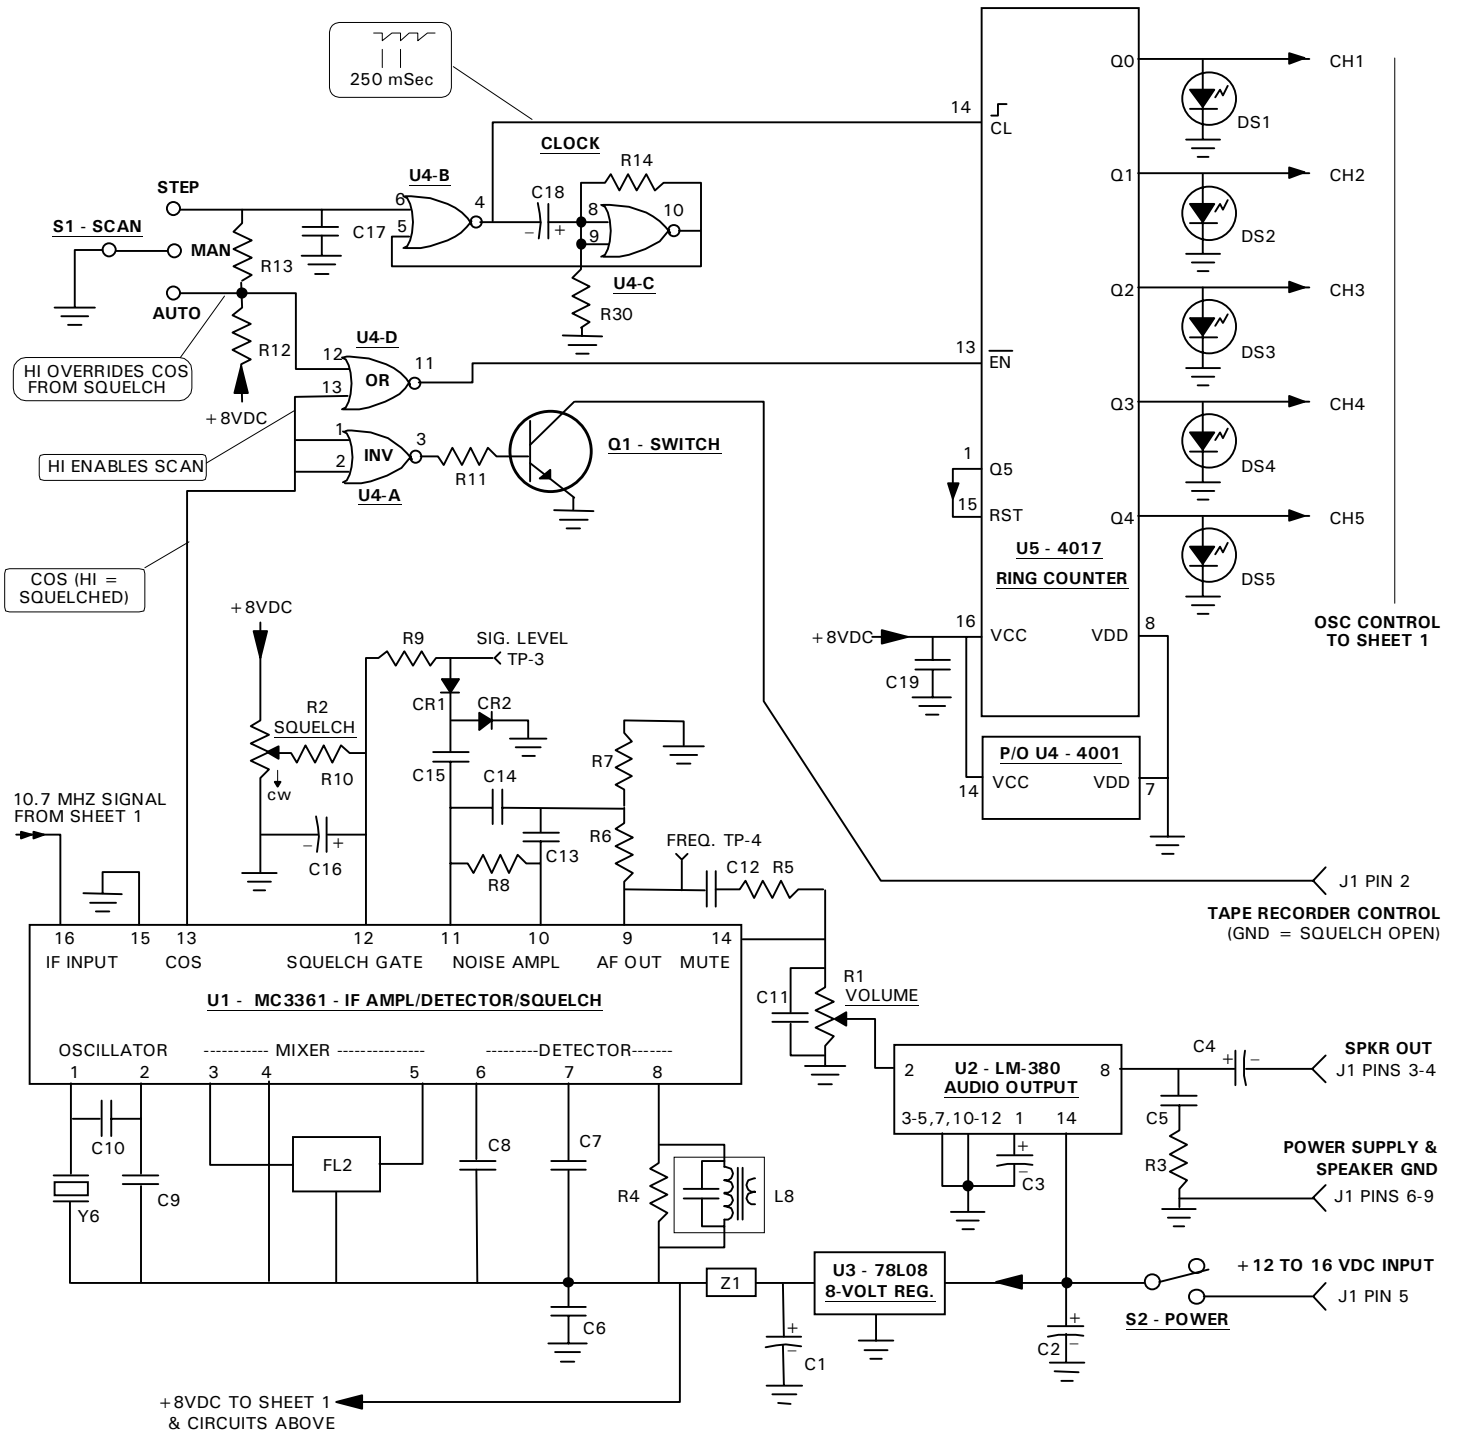 250 mSec
14
CL
Q0
CH1
DS1
CLOCK
R14
U4-B
C18
STEP
6
5
4
8
9
10
- +
Q1
CH2
DS2
S1 - SCAN
MAN
C17
R13
U4-C
R30
AUTO
Q2
CH3
DS3
R12
HI OVERRIDES COS
FROM SQUELCH
+8VDC
U4-D
12
13
OR
11
13
EN
Q3
CH4
DS4
1
2
INV
3
U4-A
R11
Q1 - SWITCH
HI ENABLES SCAN
1
Q5
15
RST
Q4
CH5
DS5
U5 - 4017
RING COUNTER
COS (HI =
SQUELCHED)
+8VDC
16
VCC
VDD
8
C19
OSC CONTROL
TO SHEET 1
P/O U4 - 4001
14
VCC
VDD
7
+8VDC
R2
SQUELCH
R10
cw
- +
C16
R9
SIG. LEVEL
TP-3
CR1
CR2
C15
C14
C13
R8
R7
R6
FREQ. TP-4
C12
R5
10.7 MHZ SIGNAL
FROM SHEET 1
J1 PIN 2
TAPE RECORDER CONTROL
(GND = SQUELCH OPEN)
16
15
13
12
11
10
9
14
IF INPUT
COS
SQUELCH GATE
NOISE AMPL
AF OUT
MUTE
U1 - MC3361 - IF AMPL/DETECTOR/SQUELCH
OSCILLATOR
----------- MIXER ---------------
---------DETECTOR-------
1
2
3
4
5
6
7
8
C11
R1
VOLUME
2
U2 - LM-380
AUDIO OUTPUT
8
3-5,7,10-12
1
14
+
-
C3
C4
+ -
SPKR OUT
J1 PINS 3-4
C5
R3
POWER SUPPLY &
SPEAKER GND
J1 PINS 6-9
C10
Y6
C9
FL2
C8
C7
R4
L8
C6
Z1
+
-
C1
U3 - 78L08
8-VOLT REG.
+
-
C2
S2 - POWER
+12 TO 16 VDC INPUT
J1 PIN 5
+8VDC TO SHEET 1
& CIRCUITS ABOVE